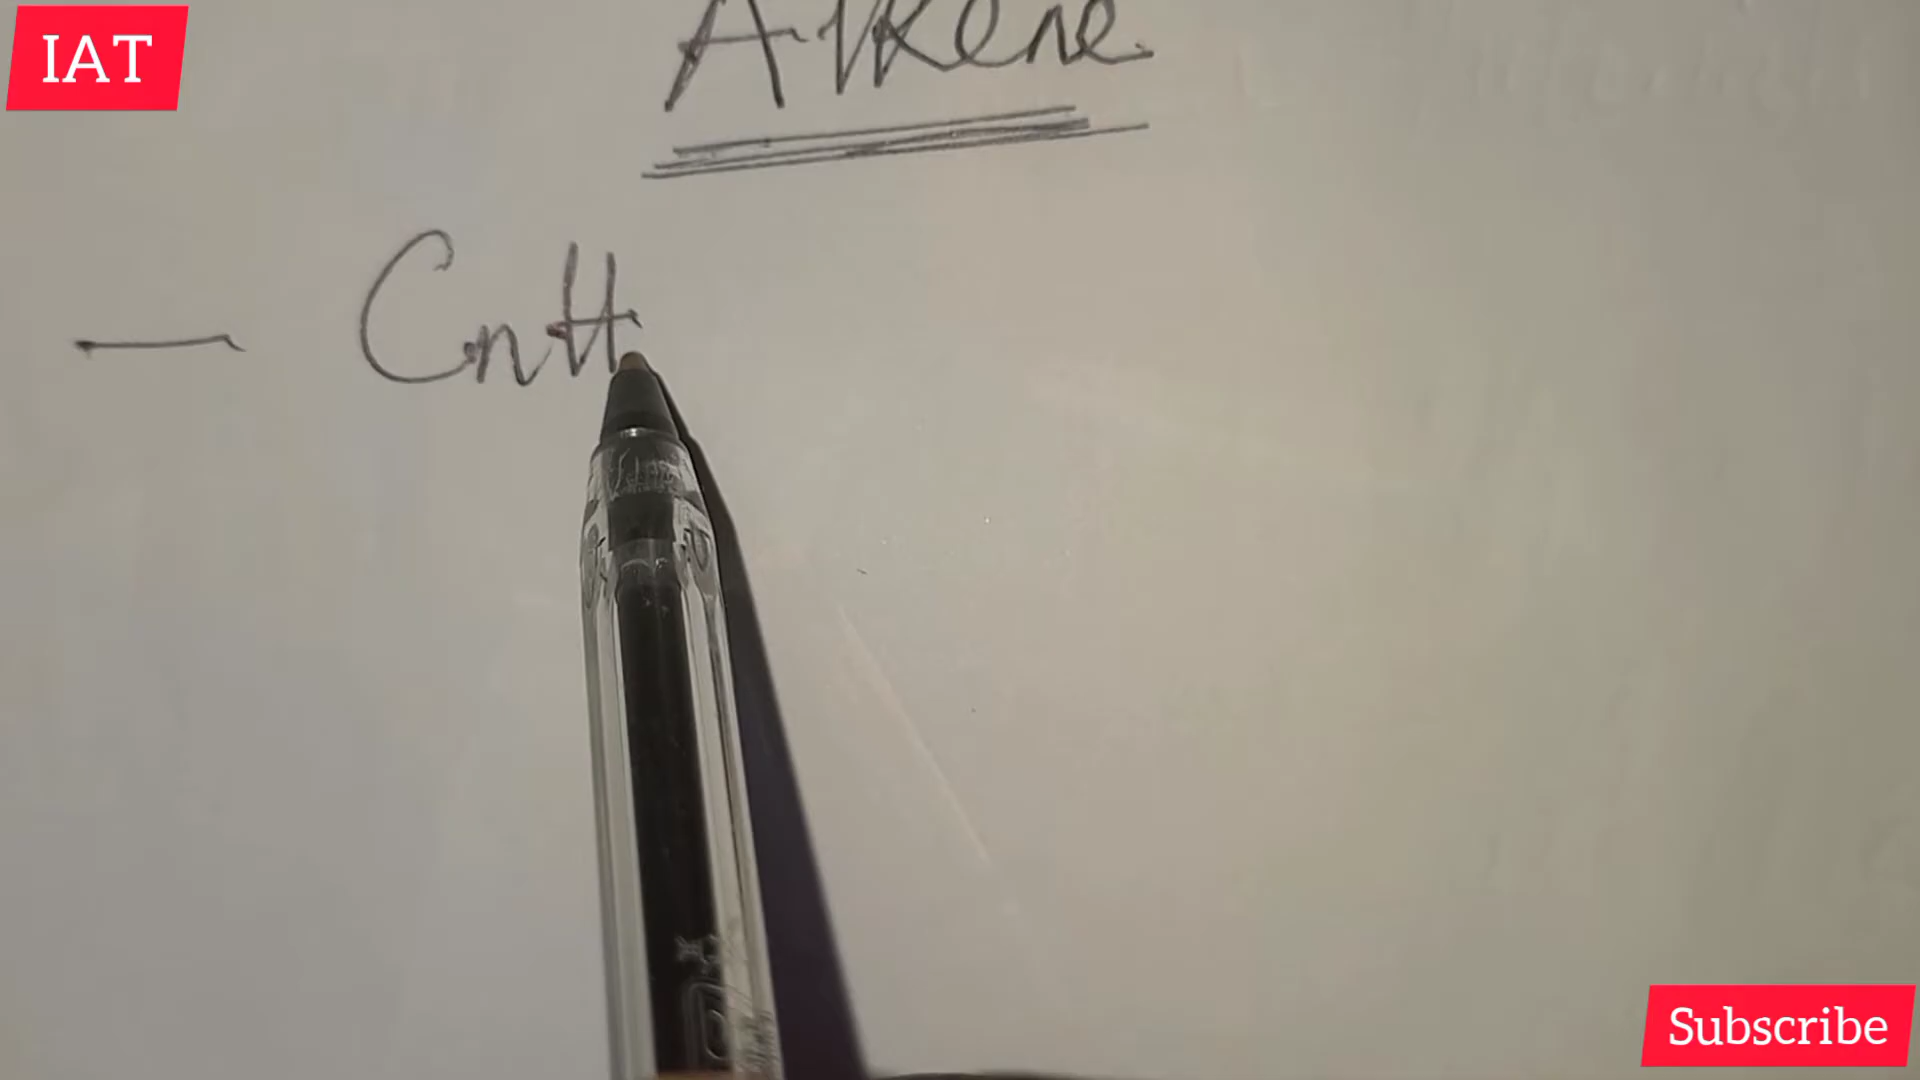 IAT
Alkene
— CnH
Subscribe